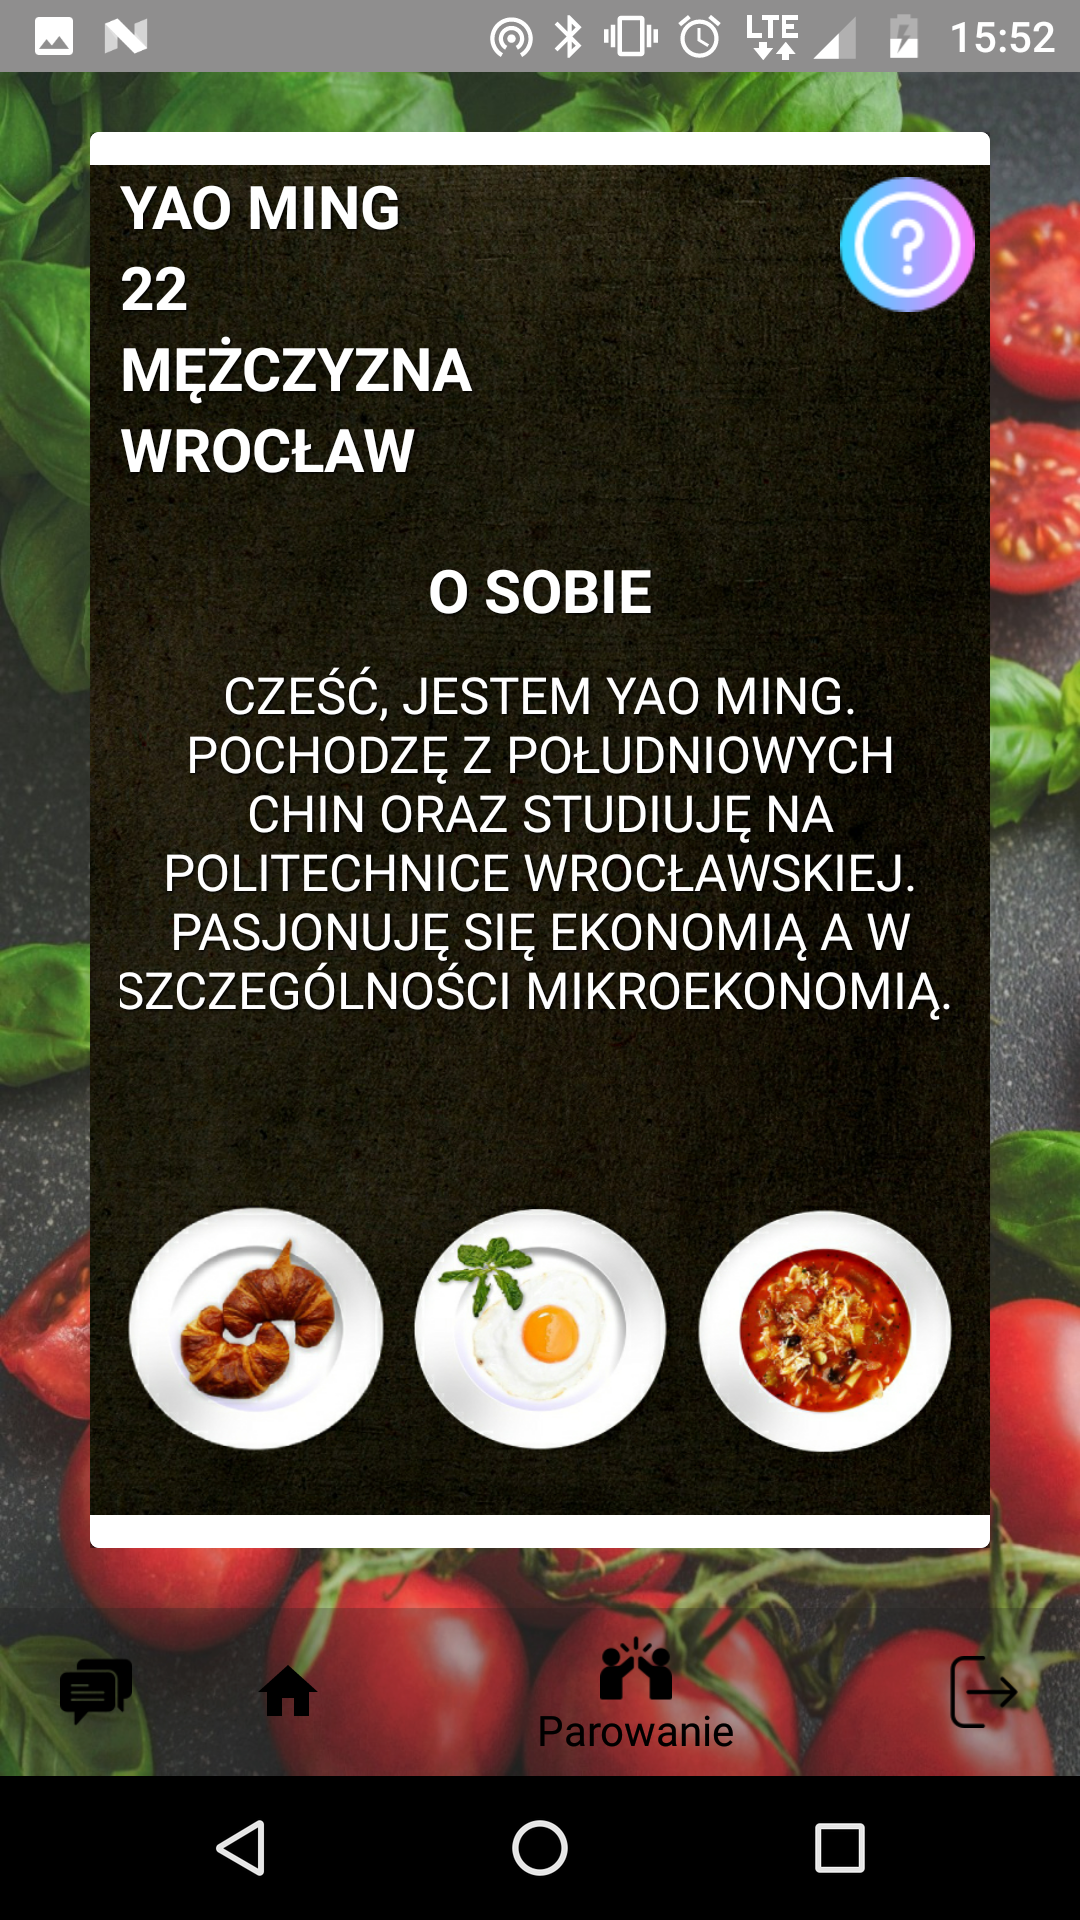 LTE
15:52
YAO MING
22
MĘŻCZYZNA
WROCŁAW
O SOBIE
CZEŚĆ, JESTEM YAO MING.
POCHODZĘ Z POŁUDNIOWYCH
CHIN ORAZ STUDIUJĘ NA
POLITECHNICE WROCŁAWSKIEJ.
PASJONUJĘ SIĘ EKONOMIĄ A W
SZCZEGÓLNOŚCI MIKROEKONOMIĄ.
Parowanie